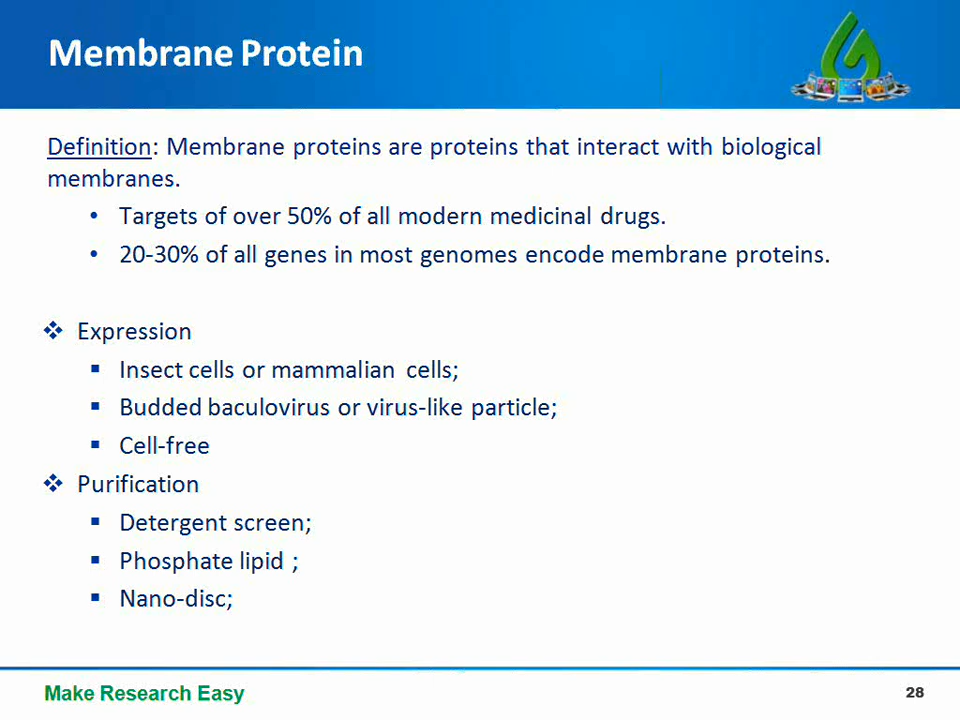 Membrane Protein
Definition: Membrane proteins are proteins that interact with biological
membranes.
• Targets of over 50% of all modern medicinal drugs.
• 20-30% of all genes in most genomes encode membrane proteins.
❖ Expression
▪ Insect cells or mammalian cells;
▪ Budded baculovirus or virus-like particle;
▪ Cell-free
❖ Purification
▪ Detergent screen;
▪ Phosphate lipid ;
▪ Nano-disc;
Make Research Easy
28